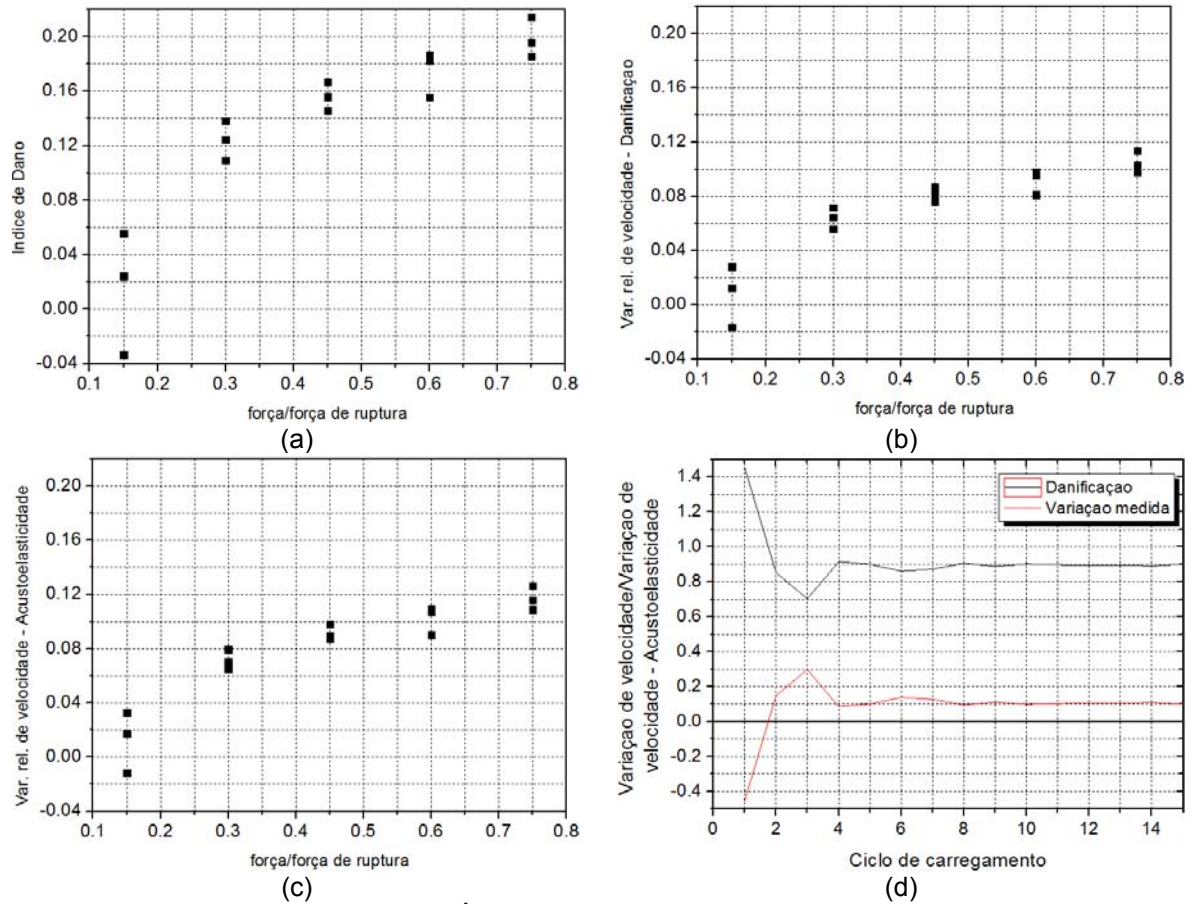 0.20
0.16
0.12
0.08
0.04
0.00
-0.04
Indice de Dano
0.1 0.2 0.3 0.4 0.5 0.6 0.7 0.8
força/força de ruptura
(a)
0.20
0.16
0.12
0.08
0.04
0.00
-0.04
Var. rel. de velocidade - Danificaçao
0.1 0.2 0.3 0.4 0.5 0.6 0.7 0.8
força/força de ruptura
(b)
0.20
0.16
0.12
0.08
0.04
0.00
-0.04
Var. rel. de velocidade - Acustoelasticidade
0.1 0.2 0.3 0.4 0.5 0.6 0.7 0.8
força/força de ruptura
(c)
1.4
1.2
1.0
0.8
0.6
0.4
0.2
0.0
-0.2
-0.4
Variaçao de velocidade/Variaçao de
velocidade - Acustoelasticidade
Danificaçao
Variaçao medida
0 2 4 6 8 10 12 14
Ciclo de carregamento
(d)